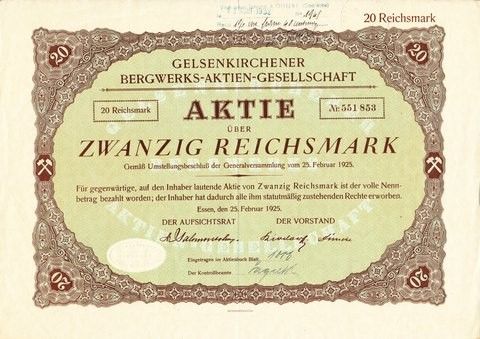 20 Reichsmark
20
20
GELSENKIRCHENER
BERGWERKS-AKTIEN-GESELLSCHAFT
20 Reichsmark
AKTIE
№ 551853
ÜBER
ZWANZIG REICHSMARK
Gemäß Umstellungsbeschluß der Generalversammlung vom 25. Februar 1925.
Für gegenwärtige, auf den Inhaber lautende Aktie von Zwanzig Reichsmark ist der volle Nenn-
betrag bezahlt worden; der Inhaber hat dadurch alle ihm statutmäßig zustehenden Rechte erworben.
Essen, den 25. Februar 1925.
DER AUFSICHTSRAT
DER VORSTAND
Eingetragen im Aktienbuch Blatt
Der Kontrollbeamte
20
20